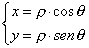 x = ρ · cos θ
y = ρ · sen θ